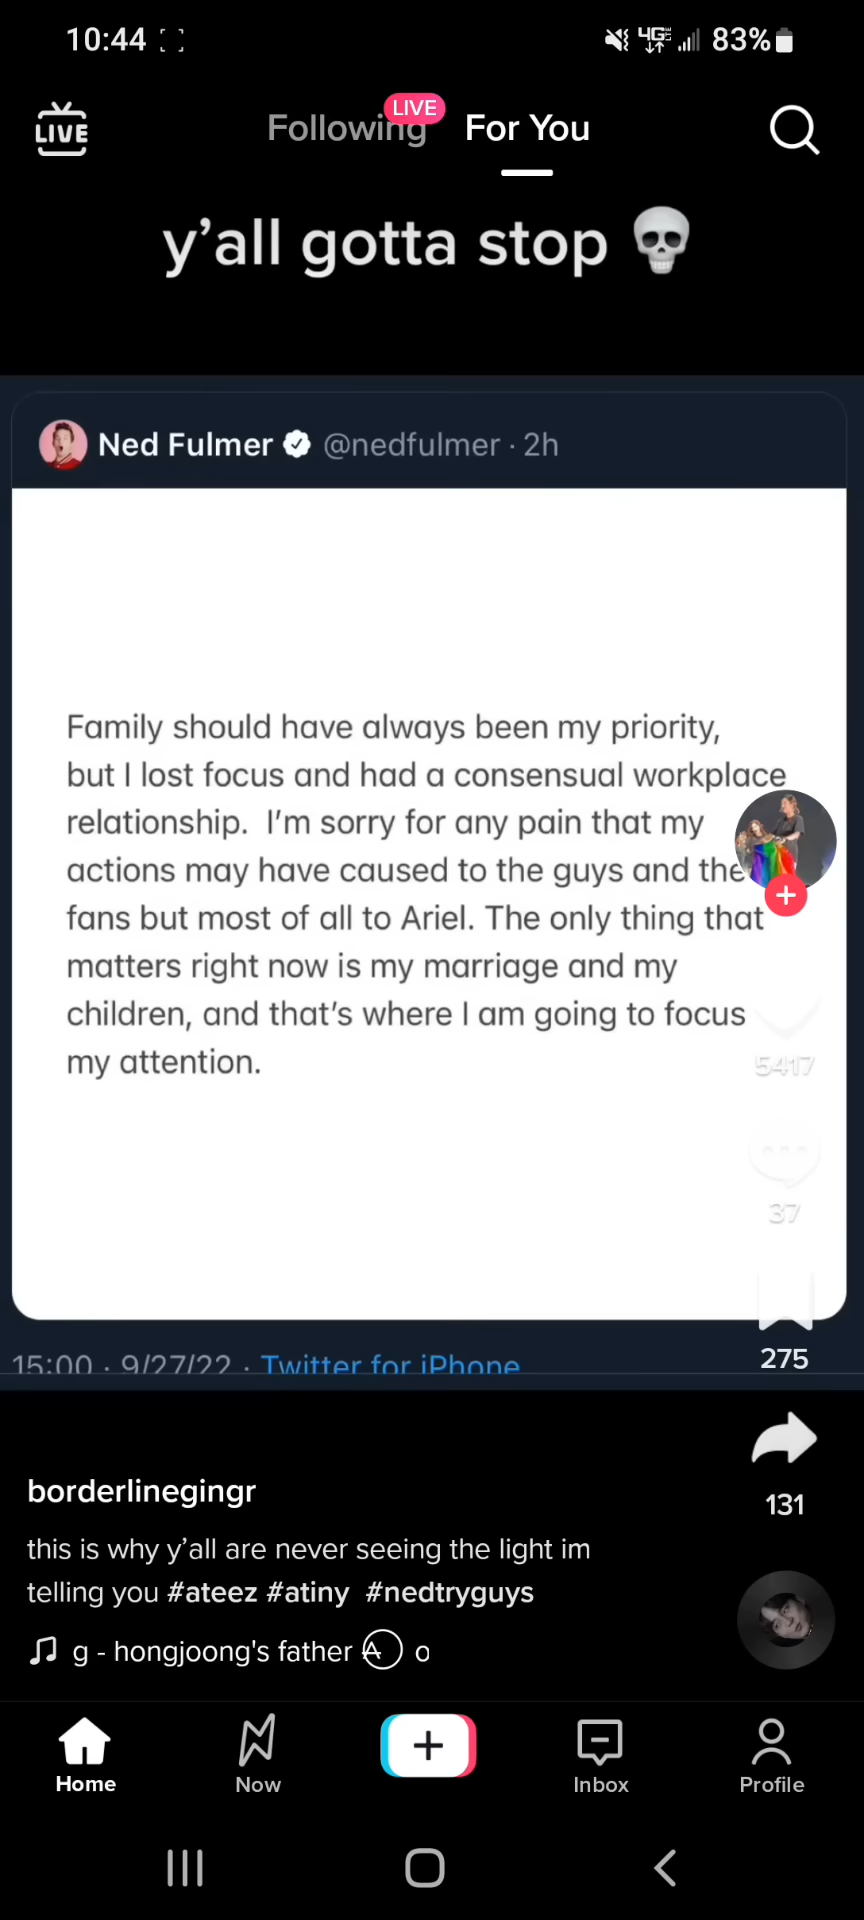 10:44
4G LTE 83%
LIVE
Following LIVE For You
y’all gotta stop 💀
Ned Fulmer @nedfulmer · 2h
Family should have always been my priority,
but I lost focus and had a consensual workplace
relationship.  I’m sorry for any pain that my
actions may have caused to the guys and the
fans but most of all to Ariel. The only thing that
matters right now is my marriage and my
children, and that’s where I am going to focus
my attention.
5417
37
15:00 · 9/27/22 · Twitter for iPhone
275
131
borderlinegingr
this is why y’all are never seeing the light im
telling you #ateez #atiny  #nedtryguys
g - hongjoong's father Ⓐ o
Home
Now
Inbox
Profile